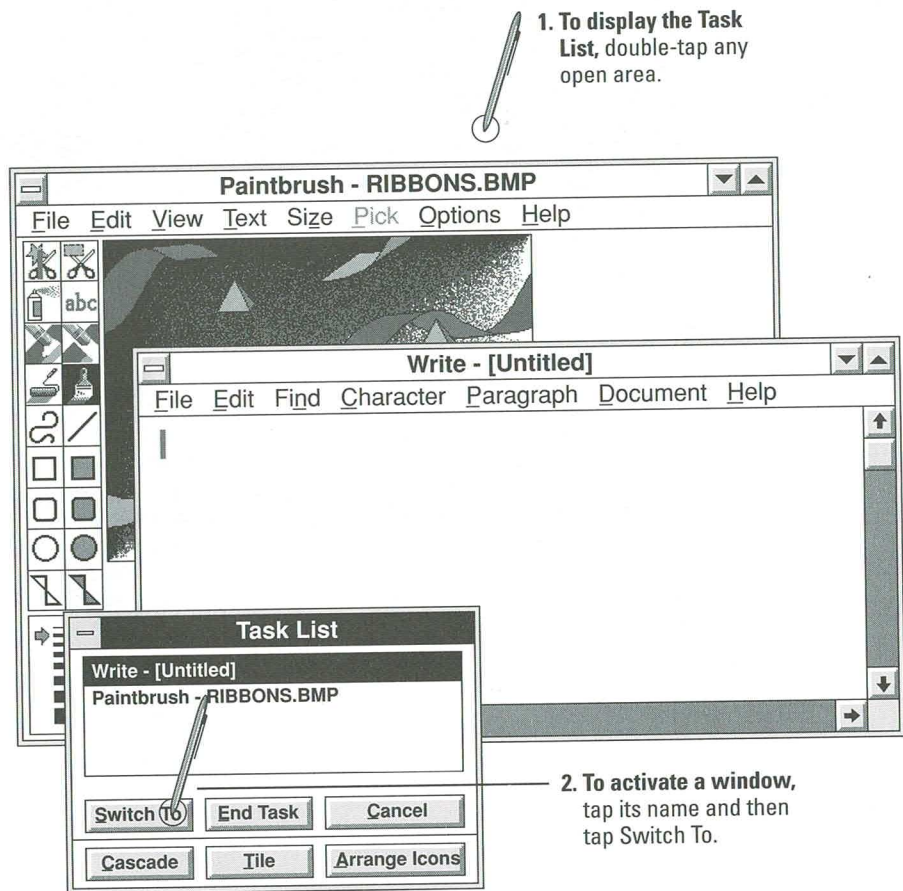 1. To display the Task
List, double-tap any
open area.
Paintbrush - RIBBONS.BMP
File Edit View Text Size Pick Options Help
abc
Write - [Untitled]
File Edit Find Character Paragraph Document Help
Task List
Write - [Untitled]
Paintbrush - RIBBONS.BMP
2. To activate a window,
tap its name and then
tap Switch To.
Switch To End Task Cancel
Cascade Tile Arrange Icons